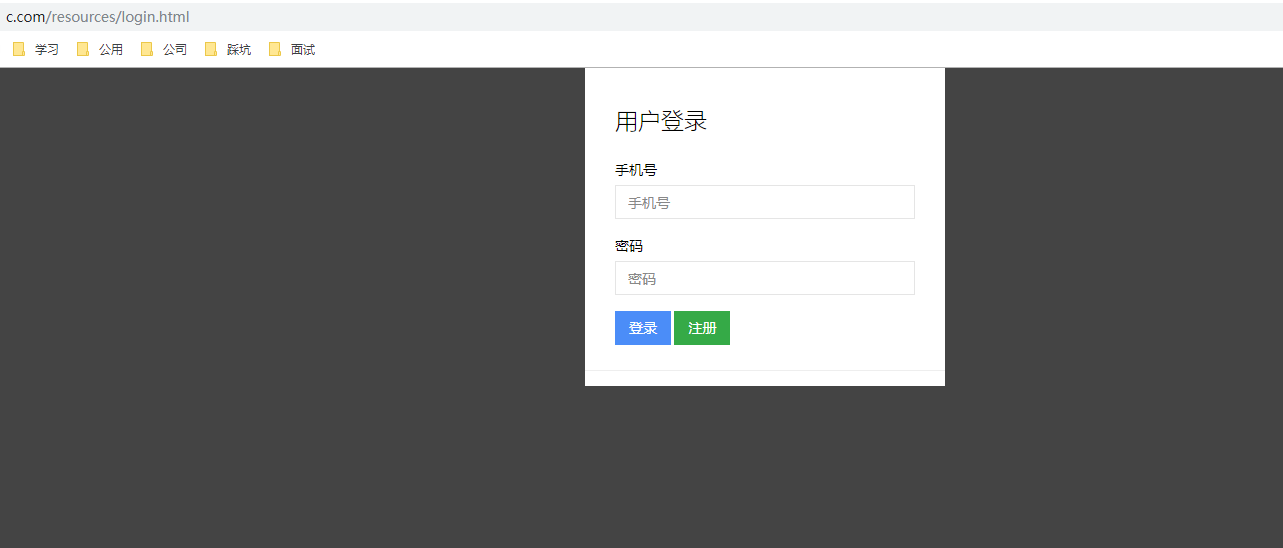 c.com/resources/login.html
学习 公用 公司 踩坑 面试
用户登录
手机号
手机号
密码
密码
登录 注册